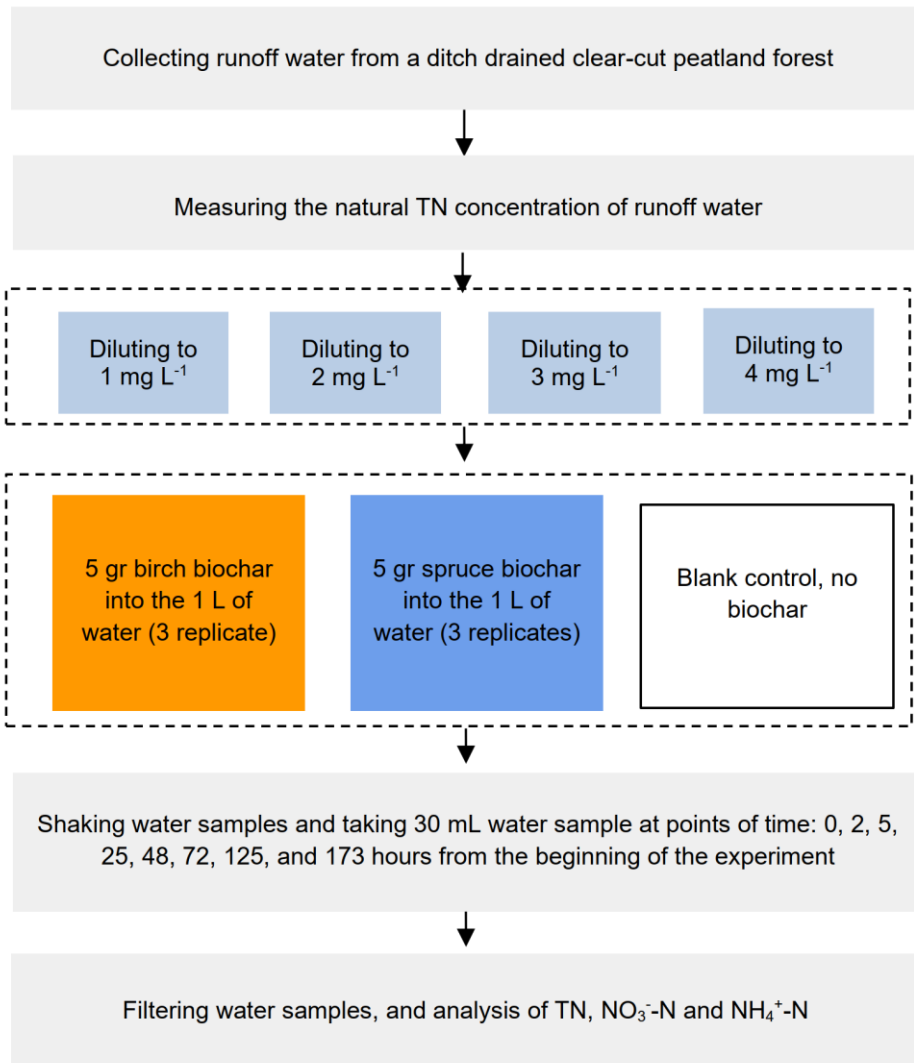 Collecting runoff water from a ditch drained clear-cut peatland forest
Measuring the natural TN concentration of runoff water
Diluting to
1 mg L⁻¹
Diluting to
2 mg L⁻¹
Diluting to
3 mg L⁻¹
Diluting to
4 mg L⁻¹
5 gr birch biochar
into the 1 L of
water (3 replicate)
5 gr spruce biochar
into the 1 L of
water (3 replicates)
Blank control, no
biochar
Shaking water samples and taking 30 mL water sample at points of time: 0, 2, 5,
25, 48, 72, 125, and 173 hours from the beginning of the experiment
Filtering water samples, and analysis of TN, NO₃⁻-N and NH₄⁺-N